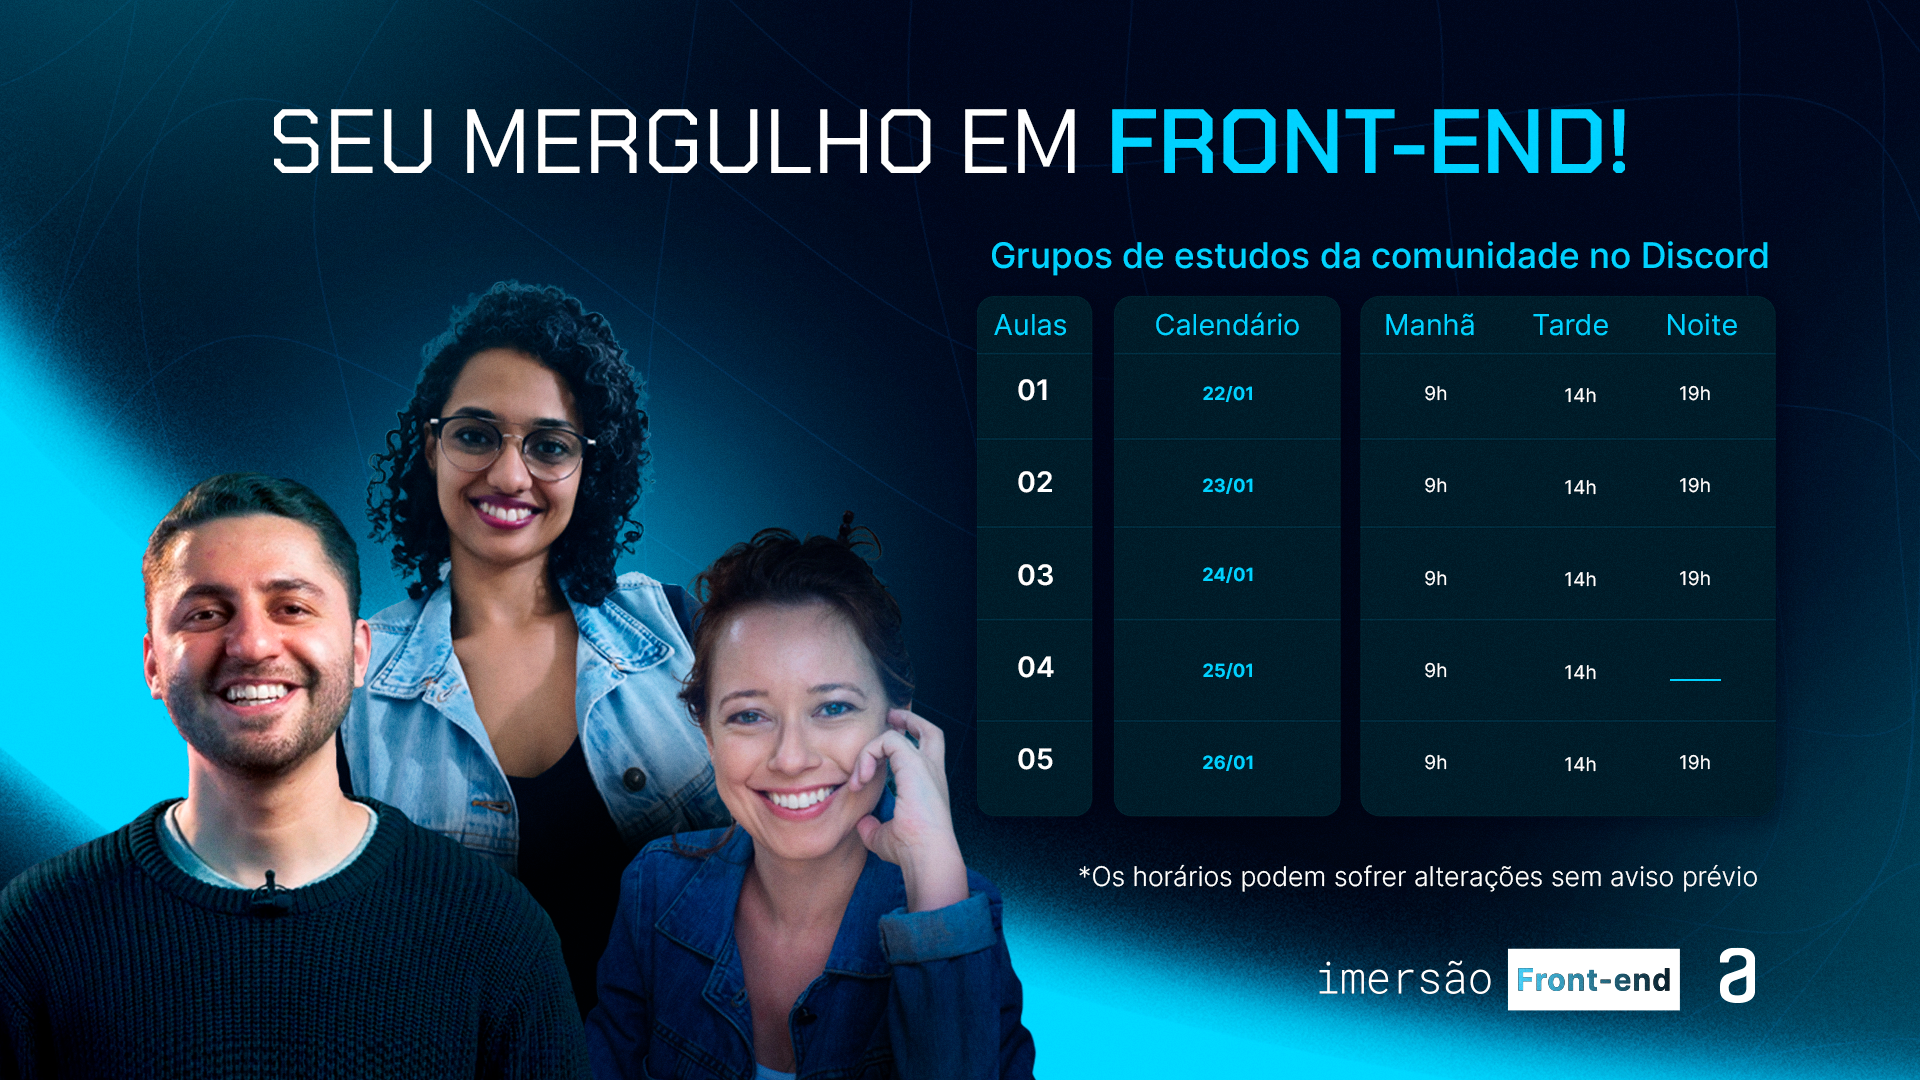 SEU MERGULHO EM FRONT-END!
Grupos de estudos da comunidade no Discord
Aulas Calendário Manhã Tarde Noite
01 22/01 9h 14h 19h
02 23/01 9h 14h 19h
03 24/01 9h 14h 19h
04 25/01 9h 14h
05 26/01 9h 14h 19h
*Os horários podem sofrer alterações sem aviso prévio
imersão Front-end a